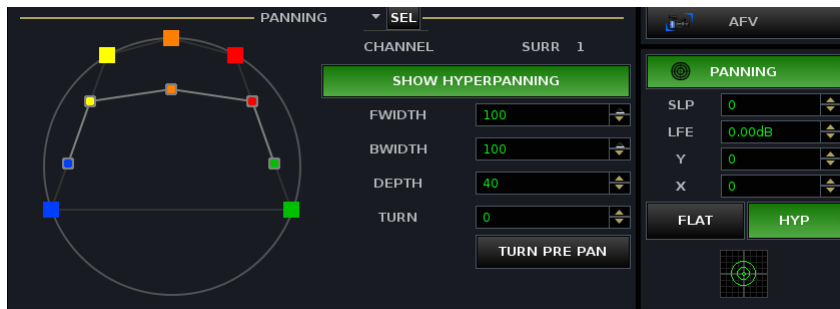 PANNING SEL
CHANNEL SURR 1
SHOW HYPERPANNING
FWIDTH 100
BWIDTH 100
DEPTH 40
TURN 0
TURN PRE PAN
AFV
PANNING
SLP 0
LFE 0.00dB
Y 0
X 0
FLAT HYP